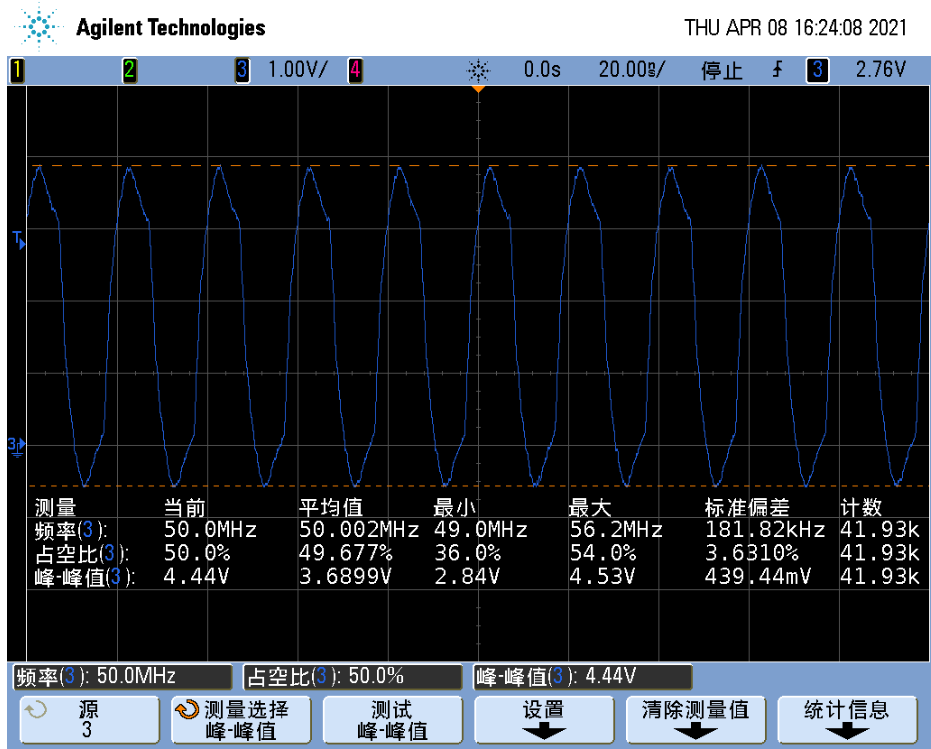 Agilent Technologies THU APR 08 16:24:08 2021
1 2 3 1.00V/ 4 0.0s 20.00ns/ 停止 3 2.76V
T
3
测量 当前 平均值 最小 最大 标准偏差 计数
频率(3): 50.0MHz 50.002MHz 49.0MHz 56.2MHz 181.82kHz 41.93k
占空比(3): 50.0% 49.677% 36.0% 54.0% 3.6310% 41.93k
峰-峰值(3): 4.44V 3.6899V 2.84V 4.53V 439.44mV 41.93k
频率(3): 50.0MHz 占空比(3): 50.0% 峰-峰值(3): 4.44V
源 测量选择 测试 设置 清除测量值 统计信息
3 峰-峰值 峰-峰值